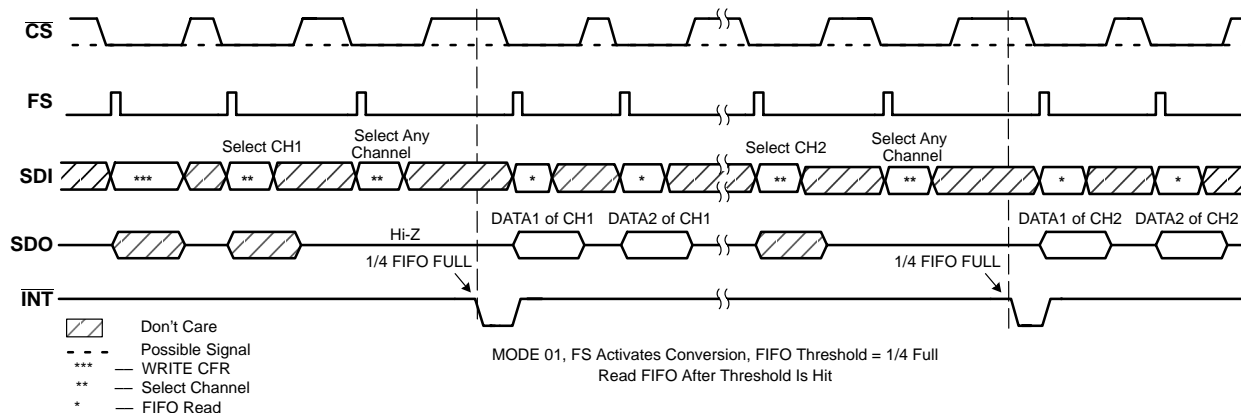 CS
FS
Select CH1
Select Any
Channel
Select CH2
Select Any
Channel
SDI
***
**
**
*
*
**
**
*
*
DATA1 of CH1
DATA2 of CH1
DATA1 of CH2
DATA2 of CH2
SDO
Hi-Z
1/4 FIFO FULL
1/4 FIFO FULL
INT
Don't Care
Possible Signal
*** — WRITE CFR
** — Select Channel
* — FIFO Read
MODE 01, FS Activates Conversion, FIFO Threshold = 1/4 Full
Read FIFO After Threshold Is Hit